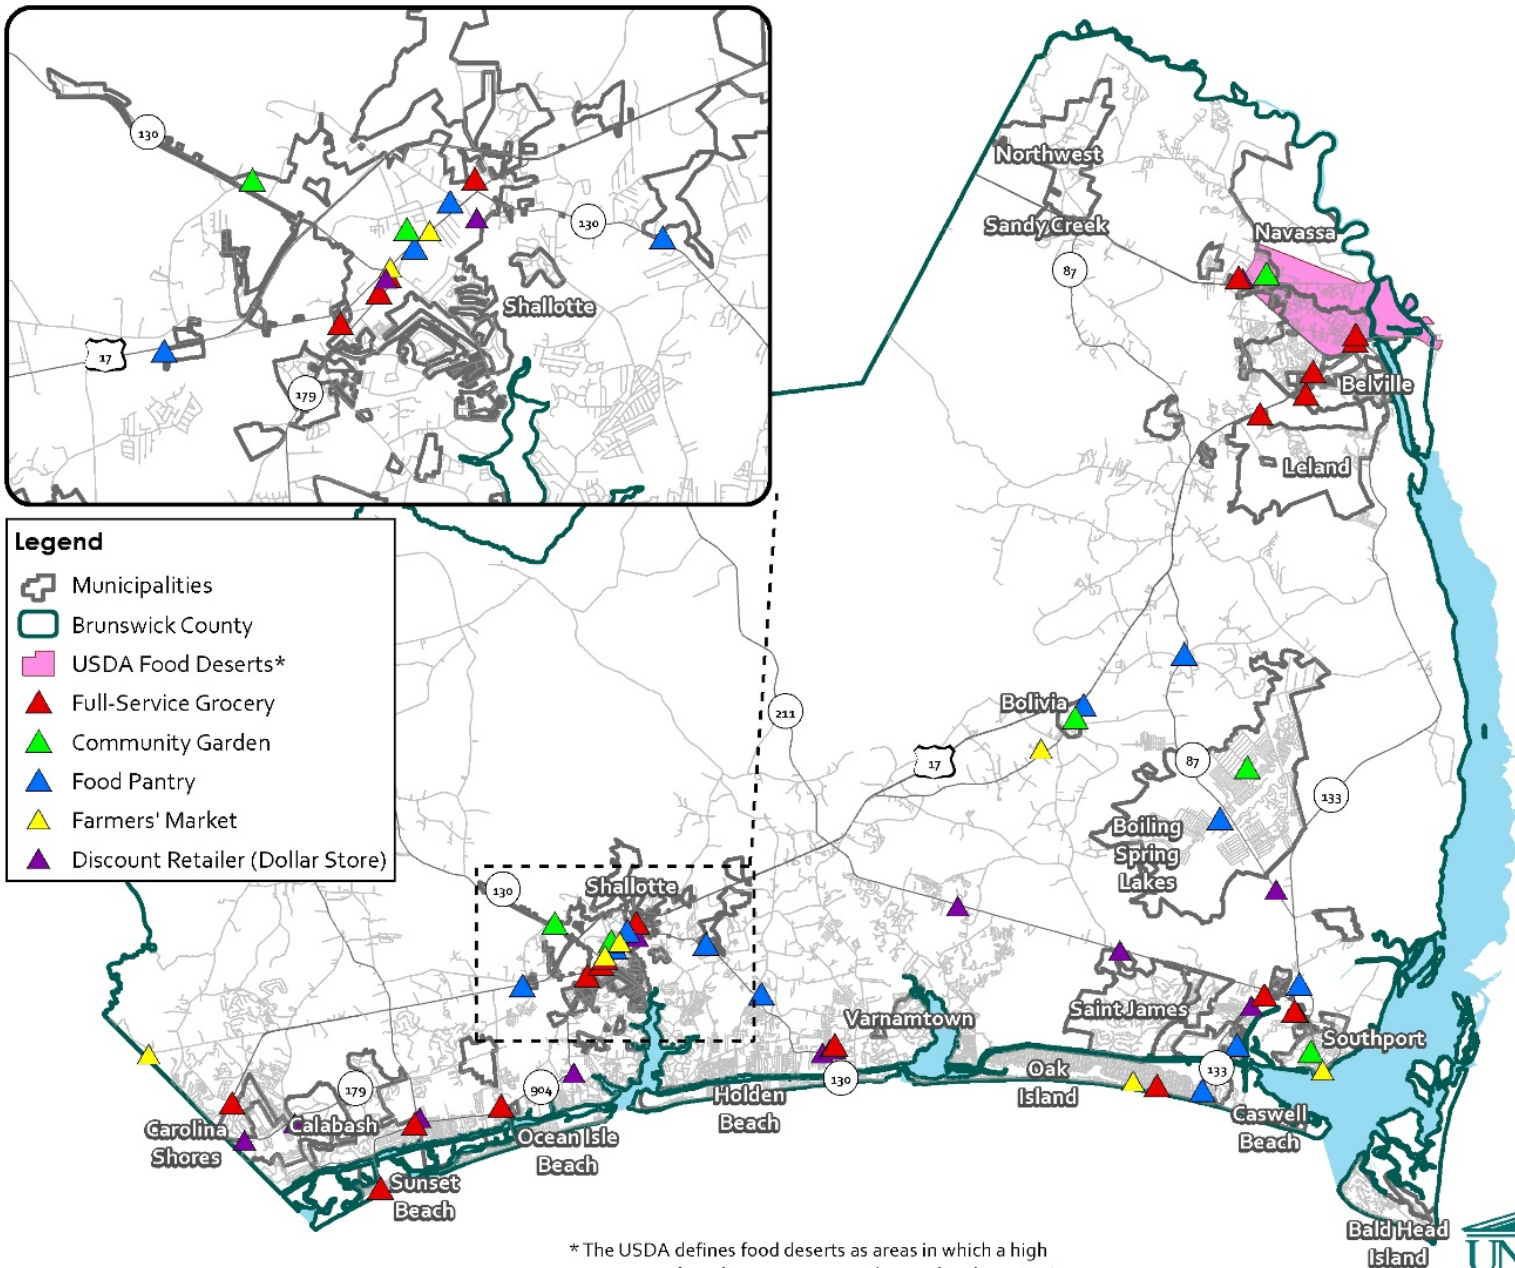 130
130
Shallotte
17
179
Legend
Municipalities
Brunswick County
USDA Food Deserts*
Full-Service Grocery
Community Garden
Food Pantry
Farmers' Market
Discount Retailer (Dollar Store)
Northwest
Sandy Creek
Navassa
87
Belville
Leland
Bolivia
211
17
87
133
Boiling
Spring
Lakes
130
Shallotte
Saint James
Varnamtown
Southport
Oak
Island
133
Caswell
Beach
Holden
Beach
130
904
179
Calabash
Carolina
Shores
Ocean Isle
Beach
Sunset
Beach
Bald Head
Island
* The USDA defines food deserts as areas in which a high
UN